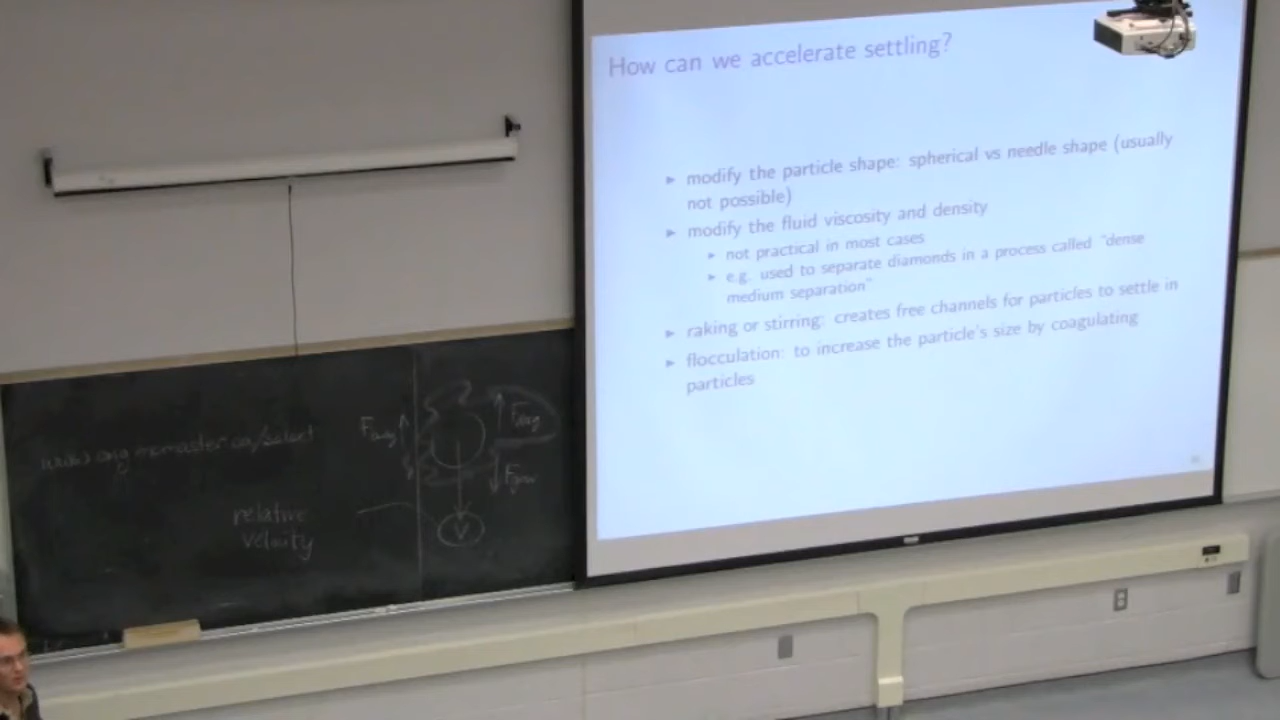 How can we accelerate settling?
▶ modify the particle shape: spherical vs needle shape (usually
not possible)
▶ modify the fluid viscosity and density
▶ not practical in most cases
▶ e.g. used to separate diamonds in a process called "dense
medium separation"
▶ raking or stirring: creates free channels for particles to settle in
▶ flocculation: to increase the particle's size by coagulating
particles
relative
velocity
V